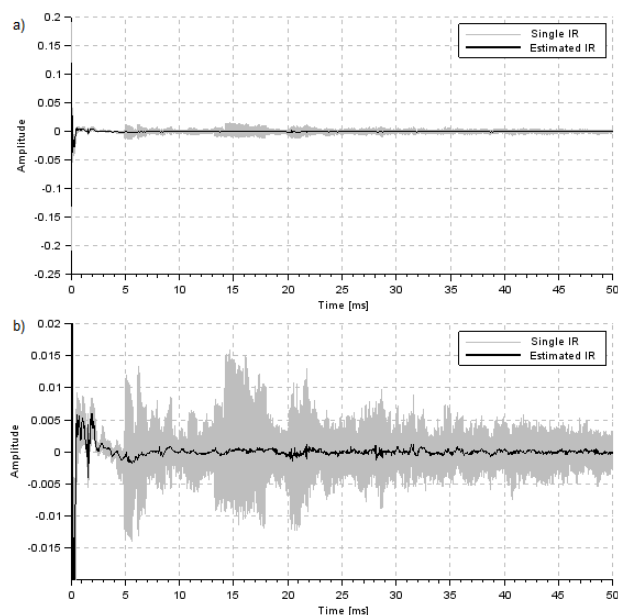 a)
0.2
0.15
0.1
0.05
0
-0.05
-0.1
-0.15
-0.2
-0.25
Amplitude
Single IR
Estimated IR
0 5 10 15 20 25 30 35 40 45 50
Time [ms]
b)
0.02
0.015
0.01
0.005
0
-0.005
-0.01
-0.015
Amplitude
Single IR
Estimated IR
0 5 10 15 20 25 30 35 40 45 50
Time [ms]